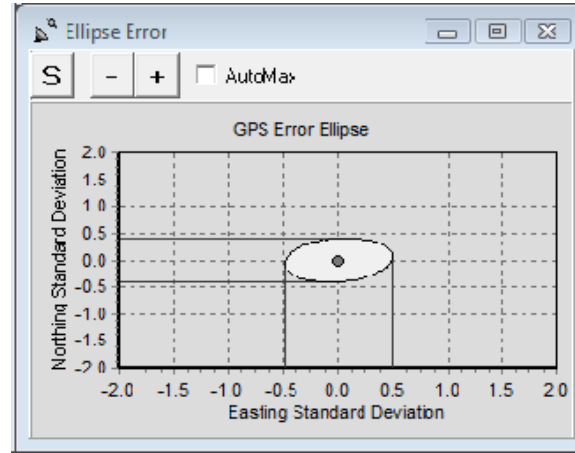 Ellipse Error
S - + AutoMax
GPS Error Ellipse
Northing Standard Deviation
2.0
1.5
1.0
0.5
0.0
-0.5
-1.0
-1.5
-2.0
-2.0 -1.5 -1.0 -0.5 0.0 0.5 1.0 1.5 2.0
Easting Standard Deviation